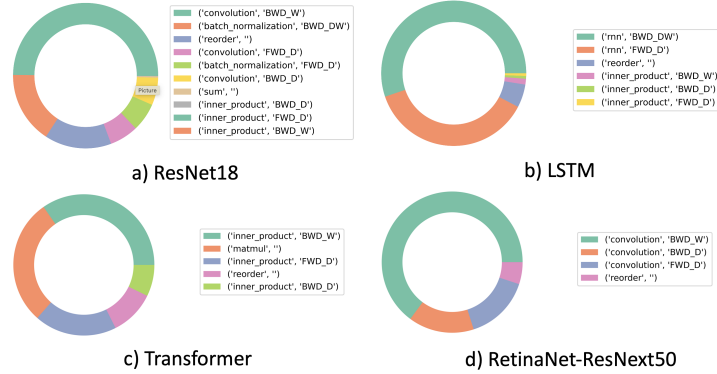 ('convolution', 'BWD_W')
('batch_normalization', 'BWD_DW')
('reorder', '')
('convolution', 'FWD_D')
('batch_normalization', 'FWD_D')
('convolution', 'BWD_D')
('sum', '')
('inner_product', 'BWD_D')
('inner_product', 'FWD_D')
('inner_product', 'BWD_W')
Picture
a) ResNet18
('rnn', 'BWD_DW')
('rnn', 'FWD_D')
('reorder', '')
('inner_product', 'BWD_W')
('inner_product', 'BWD_D')
('inner_product', 'FWD_D')
b) LSTM
('inner_product', 'BWD_W')
('matmul', '')
('inner_product', 'FWD_D')
('reorder', '')
('inner_product', 'BWD_D')
c) Transformer
('convolution', 'BWD_W')
('convolution', 'BWD_D')
('convolution', 'FWD_D')
('reorder', '')
d) RetinaNet-ResNext50